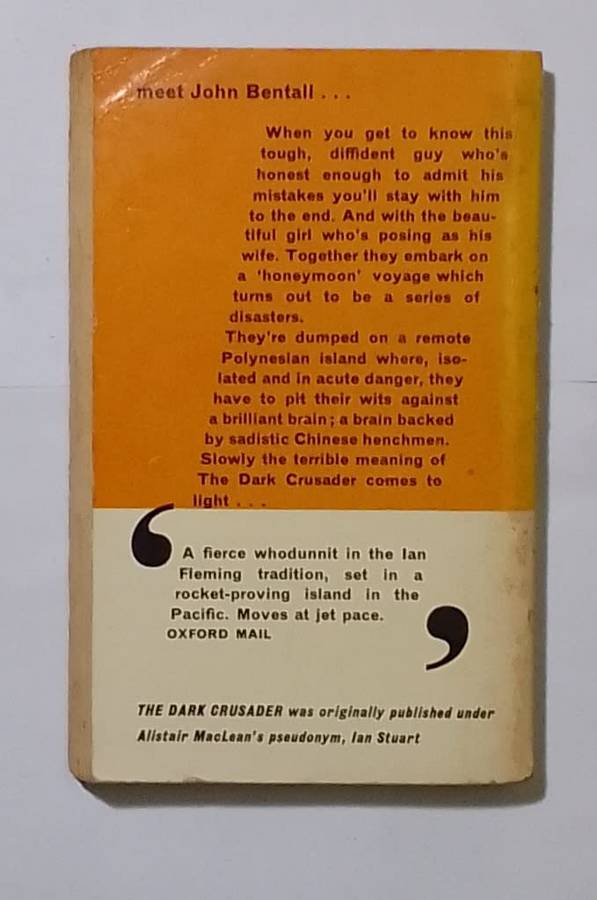 meet John Bentall . . .
When you get to know this
tough, diffident guy who's
honest enough to admit his
mistakes you'll stay with him
to the end. And with the beau-
tiful girl who's posing as his
wife. Together they embark on
a 'honeymoon' voyage which
turns out to be a series of
disasters.
They're dumped on a remote
Polynesian island where, iso-
lated and in acute danger, they
have to pit their wits against
a brilliant brain; a brain backed
by sadistic Chinese henchmen.
Slowly the terrible meaning of
The Dark Crusader comes to
light . . .
‘A fierce whodunnit in the Ian
Fleming tradition, set in a
rocket-proving island in the
Pacific. Moves at jet pace.’
OXFORD MAIL
THE DARK CRUSADER was originally published under
Alistair MacLean's pseudonym, Ian Stuart